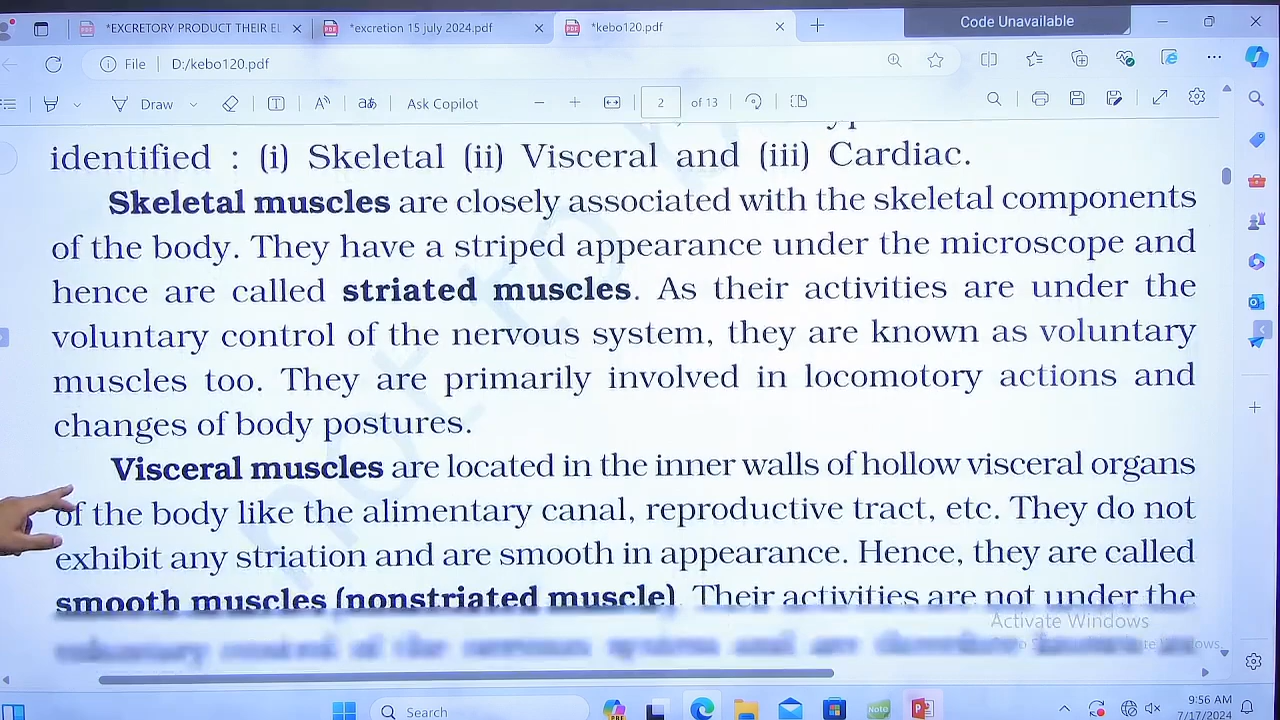 *EXCRETORY PRODUCT THEIR EL
*excretion 15 july 2024.pdf
*kebo120.pdf
Code Unavailable
File D:/kebo120.pdf
Draw
Ask Copilot
2 of 13
identified : (i) Skeletal (ii) Visceral and (iii) Cardiac.
Skeletal muscles are closely associated with the skeletal components
of the body. They have a striped appearance under the microscope and
hence are called striated muscles. As their activities are under the
voluntary control of the nervous system, they are known as voluntary
muscles too. They are primarily involved in locomotory actions and
changes of body postures.
Visceral muscles are located in the inner walls of hollow visceral organs
of the body like the alimentary canal, reproductive tract, etc. They do not
exhibit any striation and are smooth in appearance. Hence, they are called
smooth muscles (nonstriated muscle). Their activities are not under the
Activate Windows
Search
9:56 AM
7/17/2024